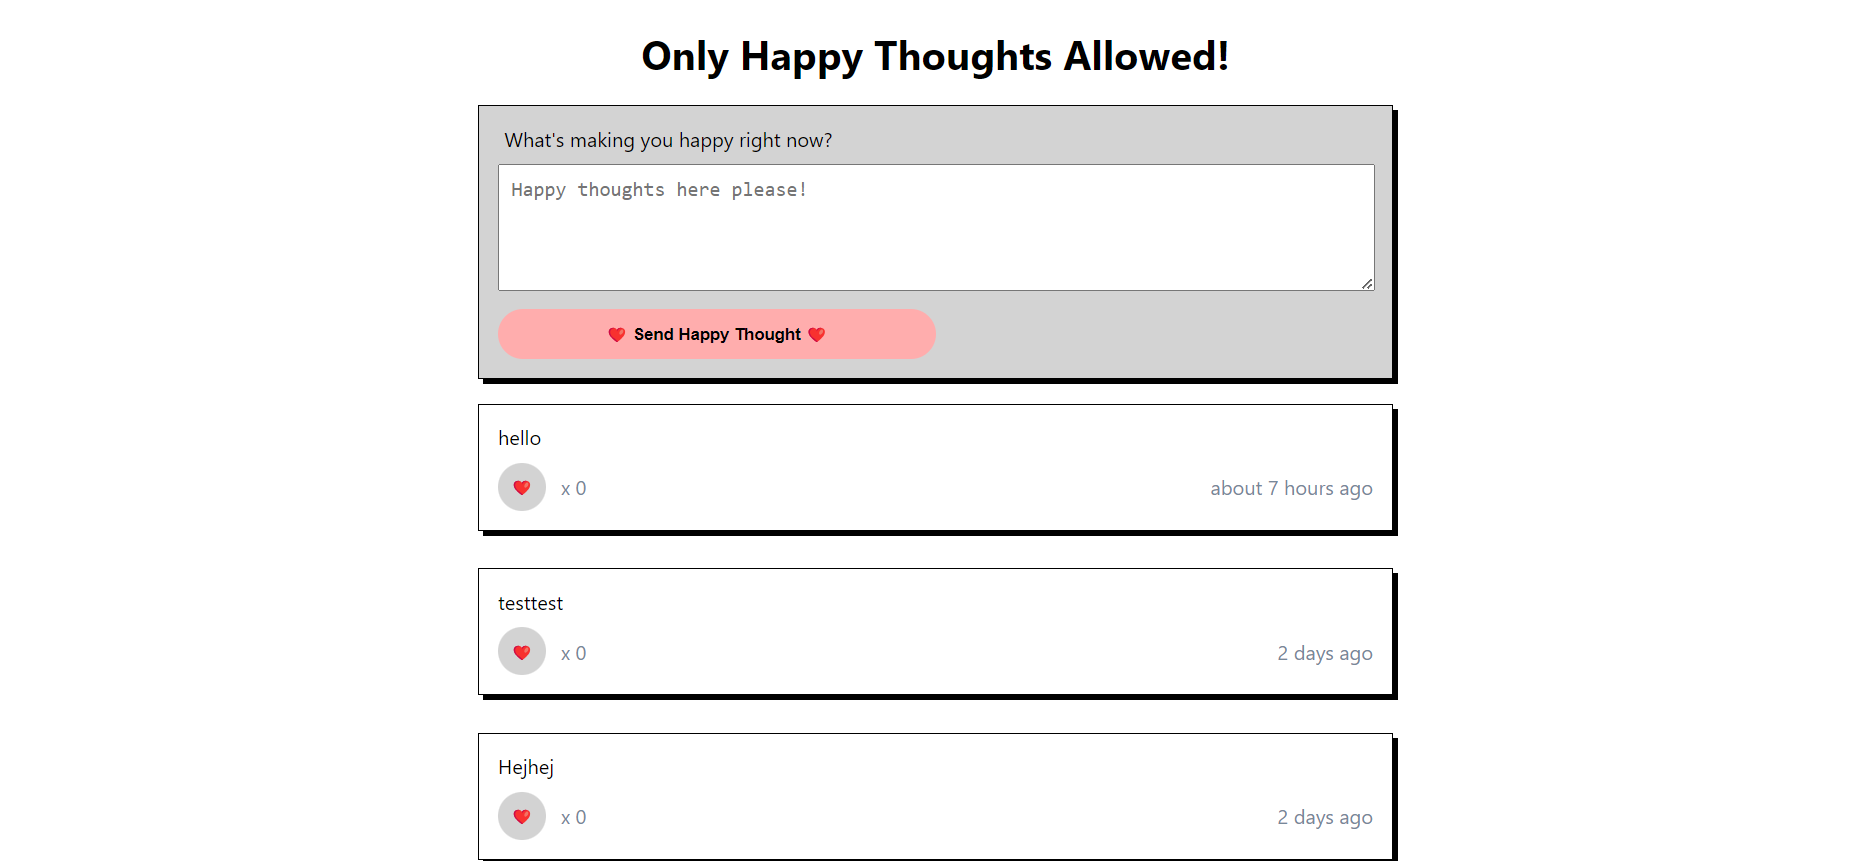 Only Happy Thoughts Allowed!
What's making you happy right now?
Happy thoughts here please!
❤️ Send Happy Thought ❤️
hello
❤️ x 0 about 7 hours ago
testtest
❤️ x 0 2 days ago
Hejhej
❤️ x 0 2 days ago